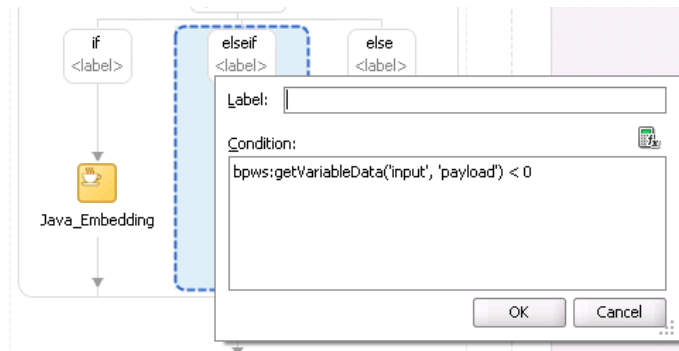 if
<label>
elseif
<label>
else
<label>
Java_Embedding
Label:
Condition:
bpws:getVariableData('input', 'payload') < 0
OK
Cancel